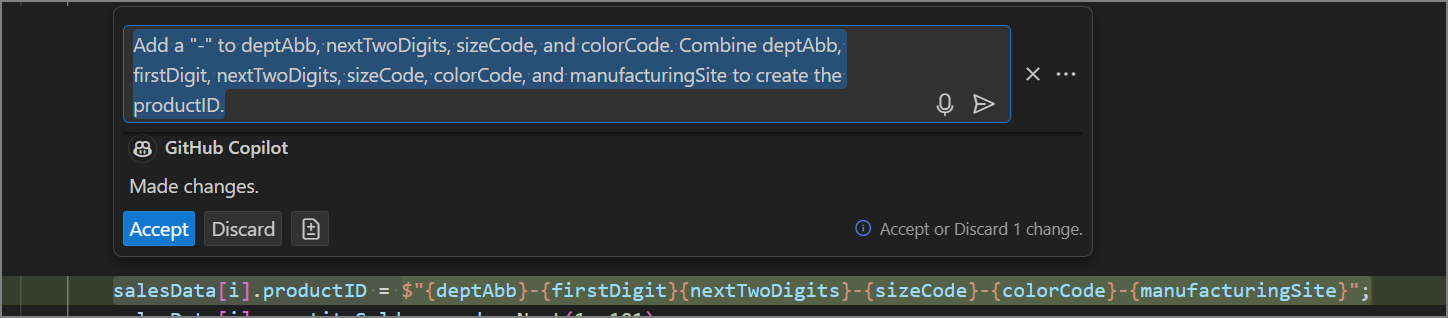 Add a "-" to deptAbb, nextTwoDigits, sizeCode, and colorCode. Combine deptAbb,
firstDigit, nextTwoDigits, sizeCode, colorCode, and manufacturingSite to create the
productID.
GitHub Copilot
Made changes.
Accept
Discard
Accept or Discard 1 change.
salesData[i].productID = $"{deptAbb}-{firstDigit}{nextTwoDigits}-{sizeCode}-{colorCode}-{manufacturingSite}";